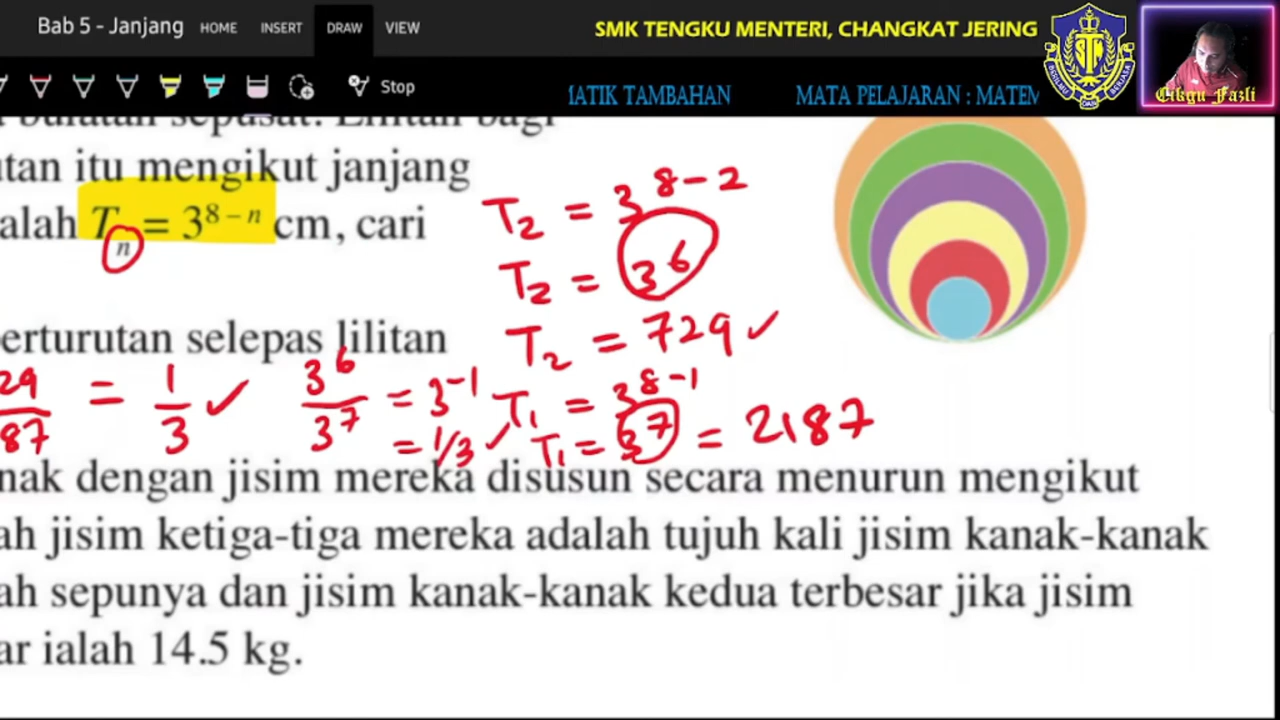 Bab 5 - Janjang HOME INSERT DRAW VIEW
SMK TENGKU MENTERI, CHANGKAT JERING
Stop
IATIK TAMBAHAN MATA PELAJARAN : MATEM
Cikgu Fazli
utan itu mengikut janjang
alah Tn = 3^8 – n cm, cari
T2 = 3^8-2
T2 = 3^6
erturutan selepas lilitan
T2 = 729 ✓
29/87 = 1/3 ✓ 3^6/3^7 = 3^-1
= 1/3 ✓
T1 = 3^8-1
T1 = 3^7 = 2187
nak dengan jisim mereka disusun secara menurun mengikut
ah jisim ketiga-tiga mereka adalah tujuh kali jisim kanak-kanak
ah sepunya dan jisim kanak-kanak kedua terbesar jika jisim
ar ialah 14.5 kg.